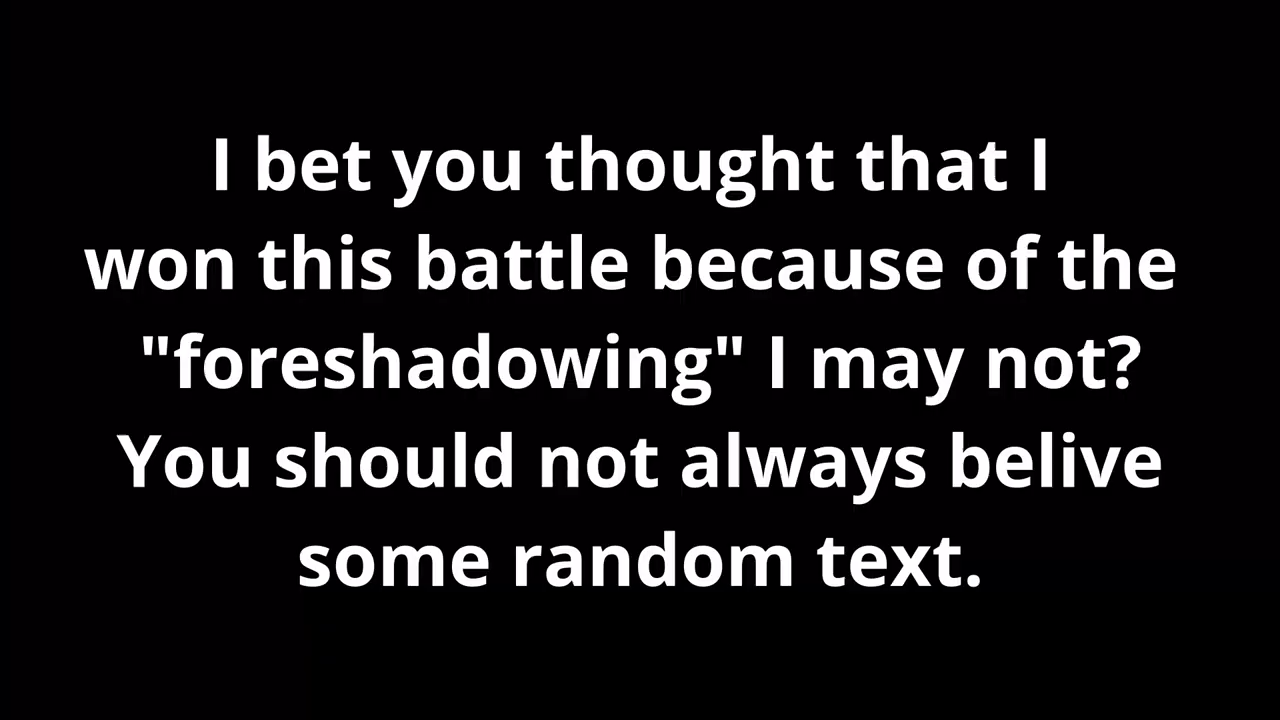 I bet you thought that I
won this battle because of the
"foreshadowing" I may not?
You should not always belive
some random text.